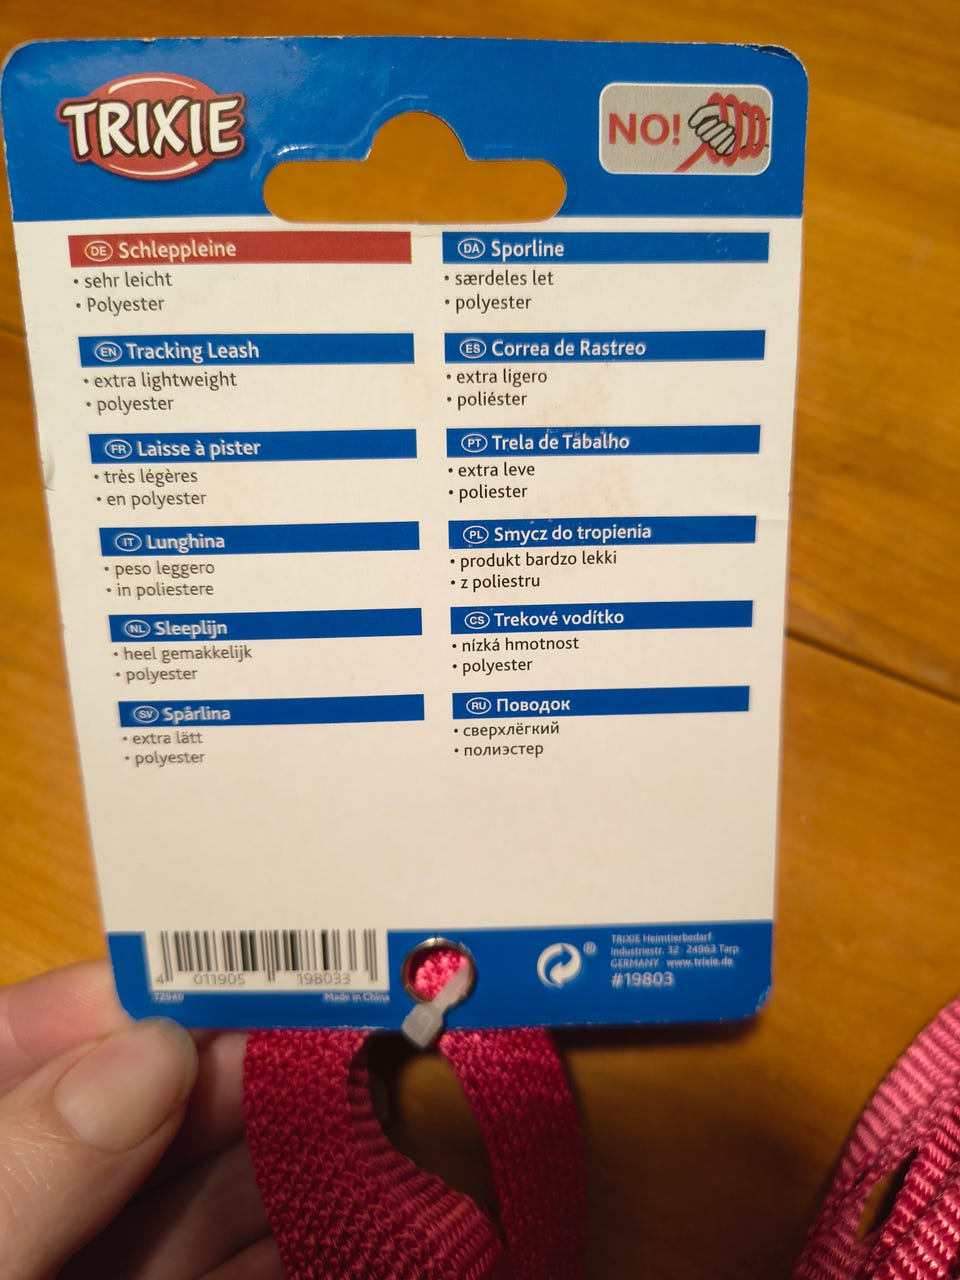 TRIXIE
NO!
DE Schleppleine
• sehr leicht
• Polyester
EN Tracking Leash
• extra lightweight
• polyester
FR Laisse à pister
• très légères
• en polyester
IT Lunghina
• peso leggero
• in poliestere
NL Sleeplijn
• heel gemakkelijk
• polyester
SV Spårlina
• extra lätt
• polyester
DA Sporline
• særdeles let
• polyester
ES Correa de Rastreo
• extra ligero
• poliéster
PT Trela de Tabalho
• extra leve
• poliester
PL Smycz do tropienia
• produkt bardzo lekki
• z poliestru
CS Trekové vodítko
• nízká hmotnost
• polyester
RU Поводок
• сверхлёгкий
• полиэстер
4 011905 198033
72940
Made in China
®
TRIXIE Heimtierbedarf
Industriestr. 32 · 24963 Tarp
GERMANY · www.trixie.de
#19803